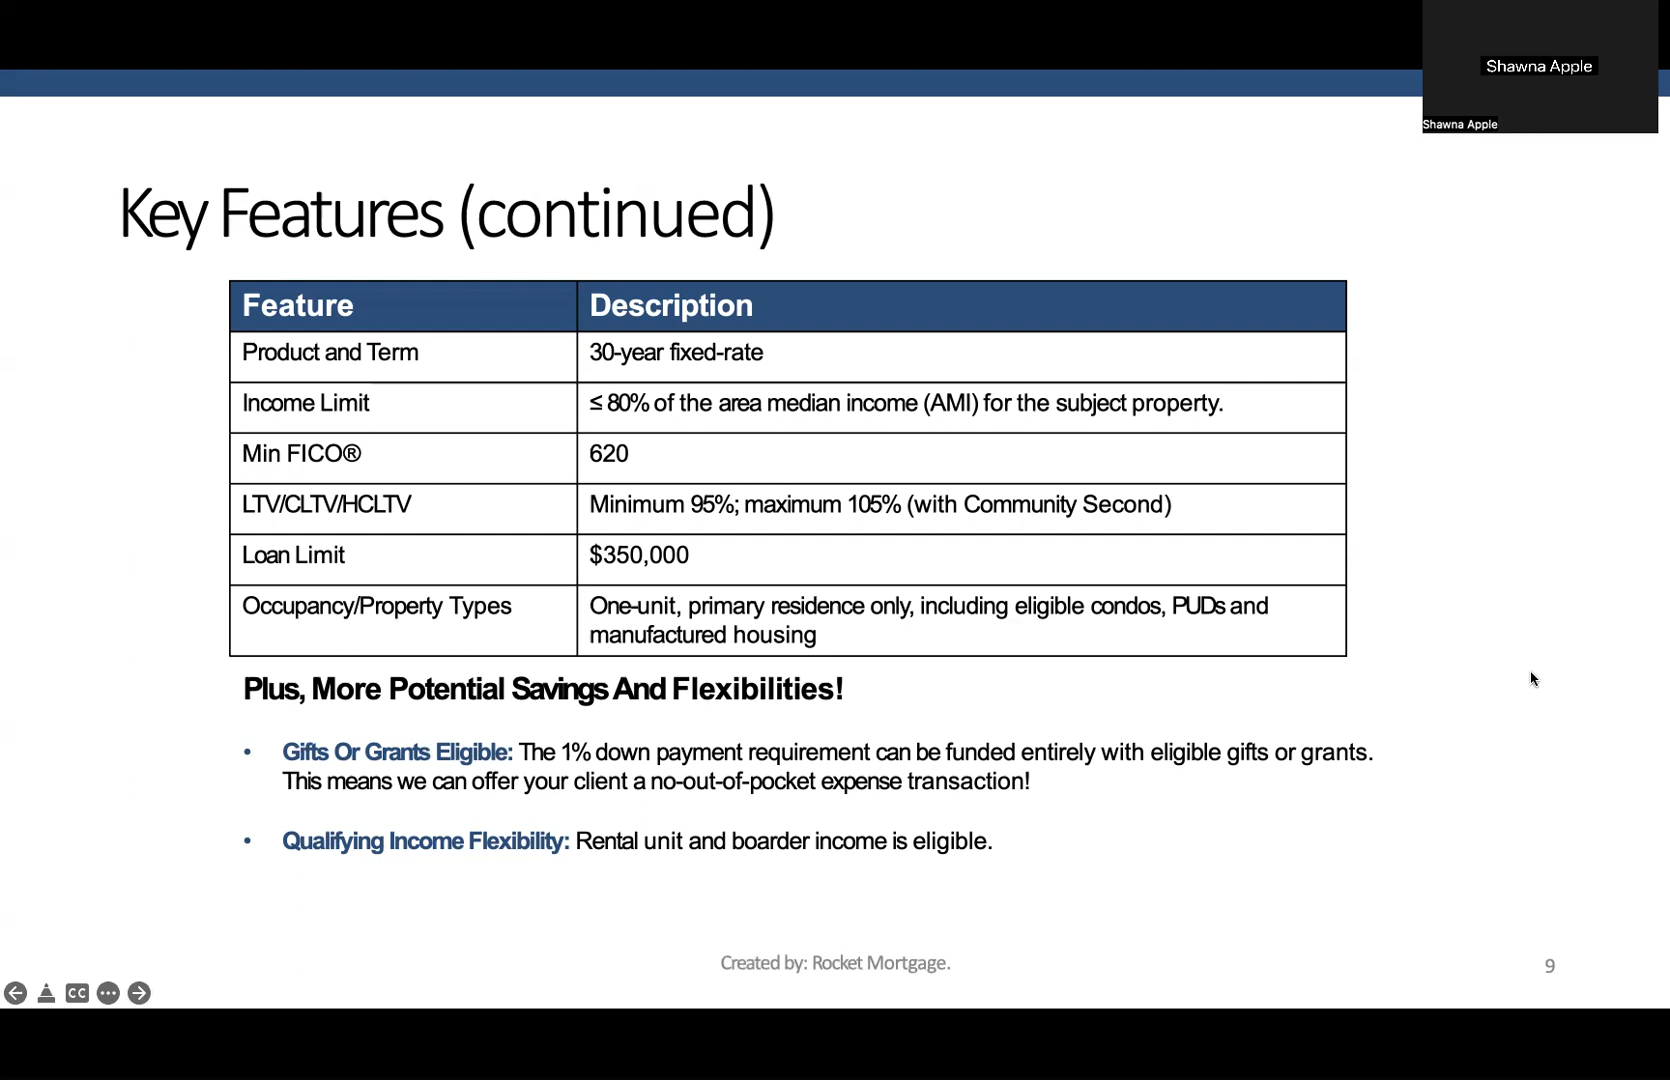 Shawna Apple
Shawna Apple
Key Features (continued)
Feature Description
Product and Term 30-year fixed-rate
Income Limit ≤ 80% of the area median income (AMI) for the subject property.
Min FICO® 620
LTV/CLTV/HCLTV Minimum 95%; maximum 105% (with Community Second)
Loan Limit $350,000
Occupancy/Property Types One-unit, primary residence only, including eligible condos, PUDs and
manufactured housing
Plus, More Potential Savings And Flexibilities!
• Gifts Or Grants Eligible: The 1% down payment requirement can be funded entirely with eligible gifts or grants.
This means we can offer your client a no-out-of-pocket expense transaction!
• Qualifying Income Flexibility: Rental unit and boarder income is eligible.
Created by: Rocket Mortgage.
9
CC